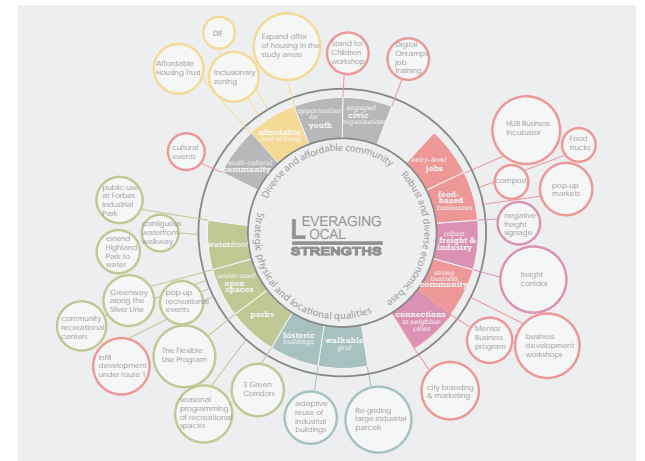 DIF
Expand offer
of housing in the
study areas
Stand for
Children
workshop
Digital
Onramps
job
training
Affordable
Housing Trust
Inclusionary
zoning
cultural
events
HUB Business
Incubator
Food
trucks
compost
pop-up
markets
negative
freight
signage
freight
corridor
business
development
workshops
Mentor
Business
program
city branding
& marketing
Re-griding
large industrial
parcels
adaptive
reuse of
industrial
buildings
3 Green
Corridors
Seasonal
programming
of recreational
spaces
The Flexible
Use Program
infill
development
under route 1
community
recreational
centers
pop-up
recreational
events
Greenway
along the
Silver Line
extend
Highland
Park to
water
contiguous
waterfront
walkway
public use
at Forbes
Industrial
Park
multi-cultural
community
affordable
cost of living
opportunities
for
youth
engaged
civic
organizations
entry-level
jobs
food-
based
businesses
robust
freight &
industry
strong
business
community
connections
to neighbor
cities
walkable
grid
historic
buildings
parks
under-used
open
spaces
waterfront
Diverse and affordable community
Robust and diverse economic base
Strategic physical and locational qualities
LEVERAGING
LOCAL
STRENGTHS